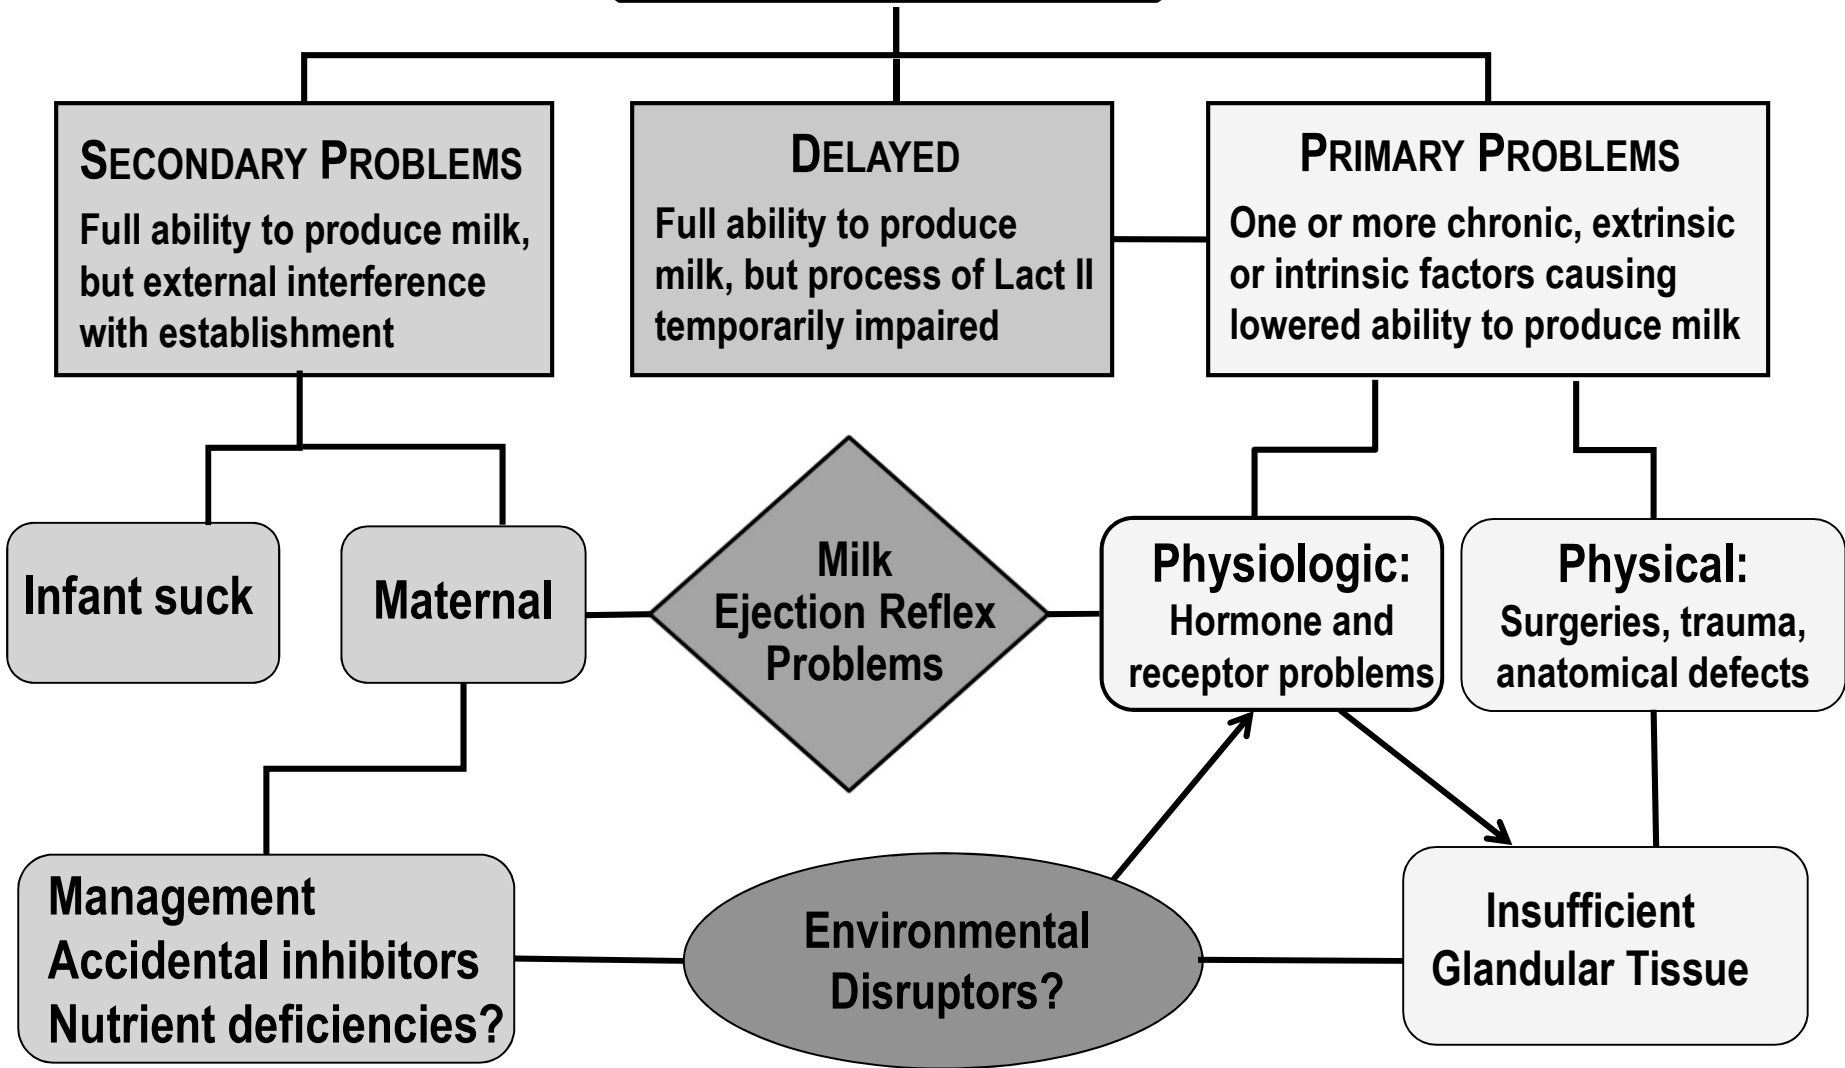 SECONDARY PROBLEMS
Full ability to produce milk,
but external interference
with establishment
DELAYED
Full ability to produce
milk, but process of Lact II
temporarily impaired
PRIMARY PROBLEMS
One or more chronic, extrinsic
or intrinsic factors causing
lowered ability to produce milk
Infant suck
Maternal
Milk
Ejection Reflex
Problems
Physiologic:
Hormone and
receptor problems
Physical:
Surgeries, trauma,
anatomical defects
Management
Accidental inhibitors
Nutrient deficiencies?
Environmental
Disruptors?
Insufficient
Glandular Tissue